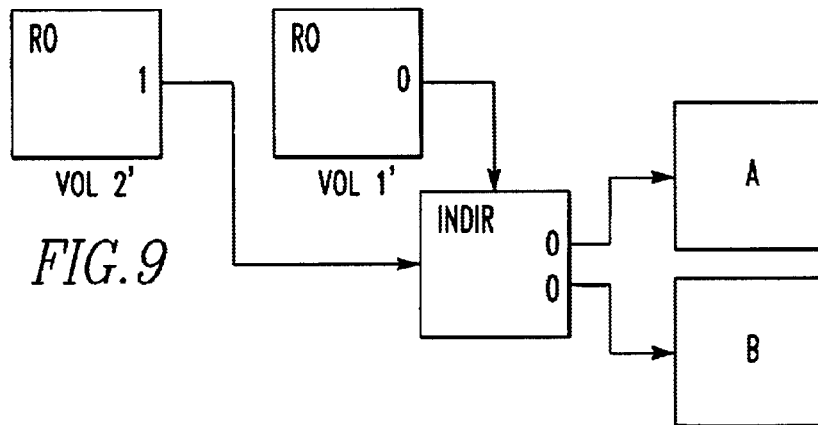 RO
1
VOL 2'
RO
0
VOL 1'
INDIR
0
0
A
B
FIG. 9